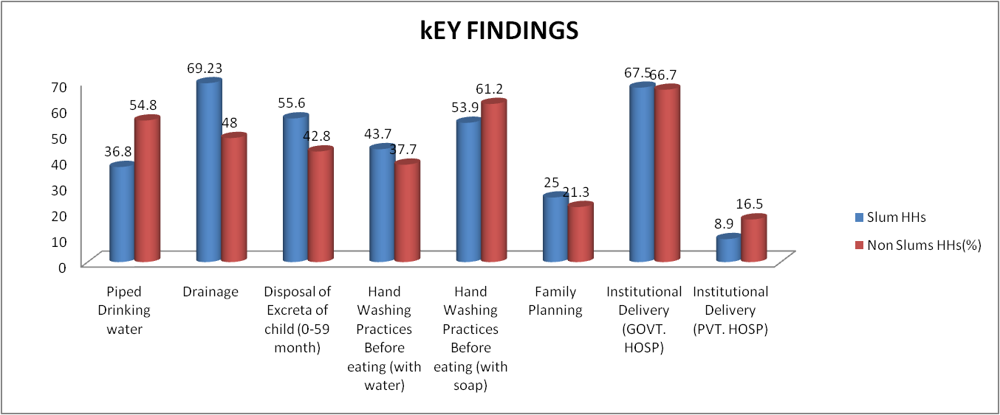 kEY FINDINGS
69.23
67.5
66.7
70
61.2
54.8
55.6
53.9
60
48
50
43.7
42.8
36.8
37.7
40
30
25
21.3
16.5
20
8.9
10
0
Slum HHs
Non Slums HHs(%)
Piped
Drinking
water
Drainage
Disposal of
Excreta of
child (0-59
month)
Hand
Washing
Practices
Before
eating (with
water)
Hand
Washing
Practices
Before
eating (with
soap)
Family
Planning
Institutional
Delivery
(GOVT.
HOSP)
Institutional
Delivery
(PVT. HOSP)